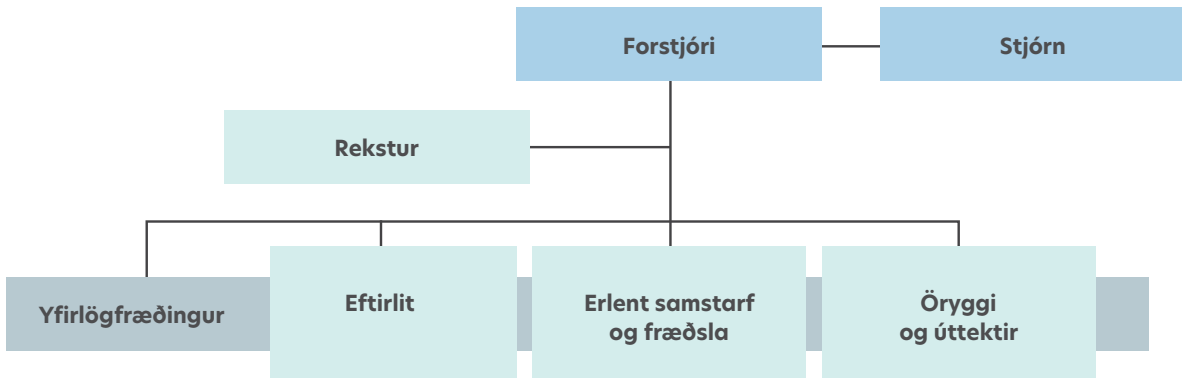 Forstjóri
Stjórn
Rekstur
Yfirlögfræðingur
Eftirlit
Erlent samstarf
og fræðsla
Öryggi
og úttektir